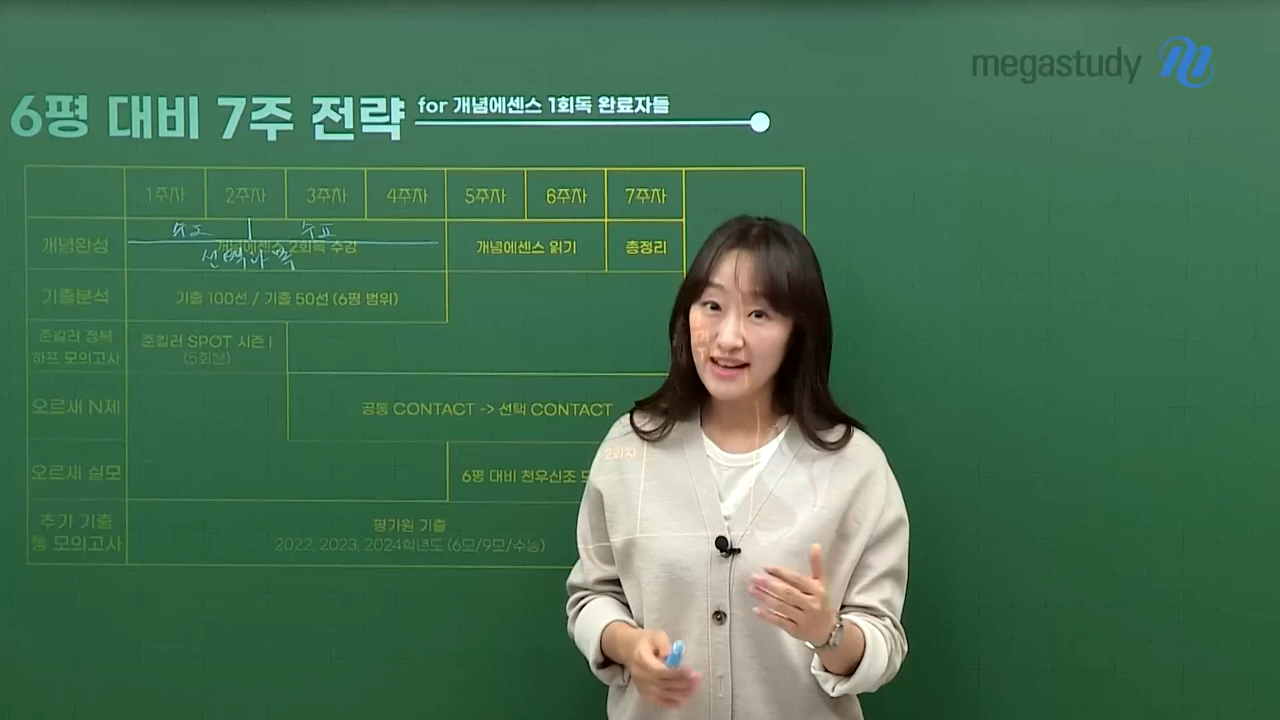 megastudy
6평 대비 7주 전략 for 개념에센스 1회독 완료자들
1주차 2주차 3주차 4주차 5주차 6주차 7주차
수1
개념완성 개념에센스 2회독 수강 개념에센스 읽기 총정리
선택
기출분석 기출 100선 / 기출 50선 (6평 범위)
준킬러 정복 준킬러 SPOT 시즌 I
하프 모의고사 (5회분)
오르새 N제 공통 CONTACT -> 선택 CONTACT
2회차
오르새 실모 6평 대비 천우신조
추가 기출 평가원 기출
통 모의고사 2022, 2023, 2024학년도 (6모/9모/수능)